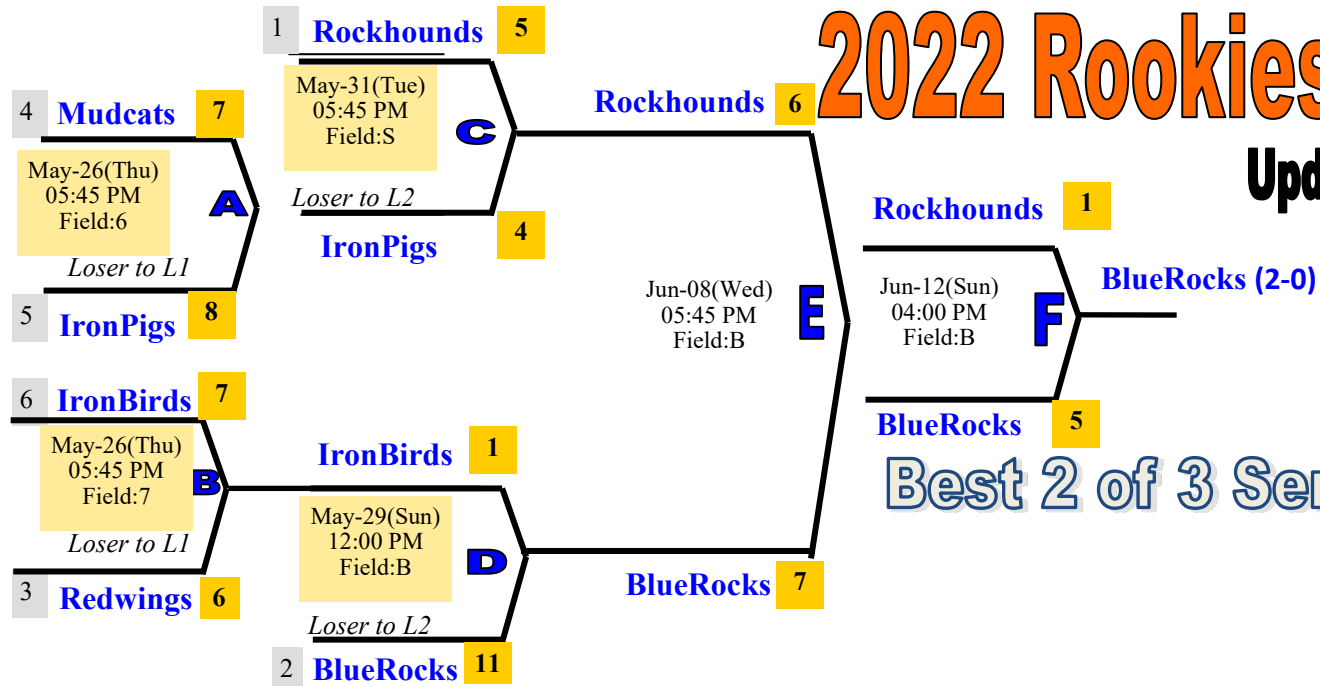 1 Rockhounds 5
2022 Rookies
May-31(Tue)
05:45 PM
Field:S
C
Rockhounds 6
4 Mudcats 7
May-26(Thu)
05:45 PM
Field:6
A
Loser to L1
5 IronPigs 8
Loser to L2
IronPigs 4
Upd
Rockhounds 1
Jun-08(Wed)
05:45 PM
Field:B
E
Jun-12(Sun)
04:00 PM
Field:B
F
BlueRocks (2-0)
BlueRocks 5
Best 2 of 3 Ser
6 IronBirds 7
May-26(Thu)
05:45 PM
Field:7
B
Loser to L1
3 Redwings 6
IronBirds 1
May-29(Sun)
12:00 PM
Field:B
D
Loser to L2
2 BlueRocks 11
BlueRocks 7